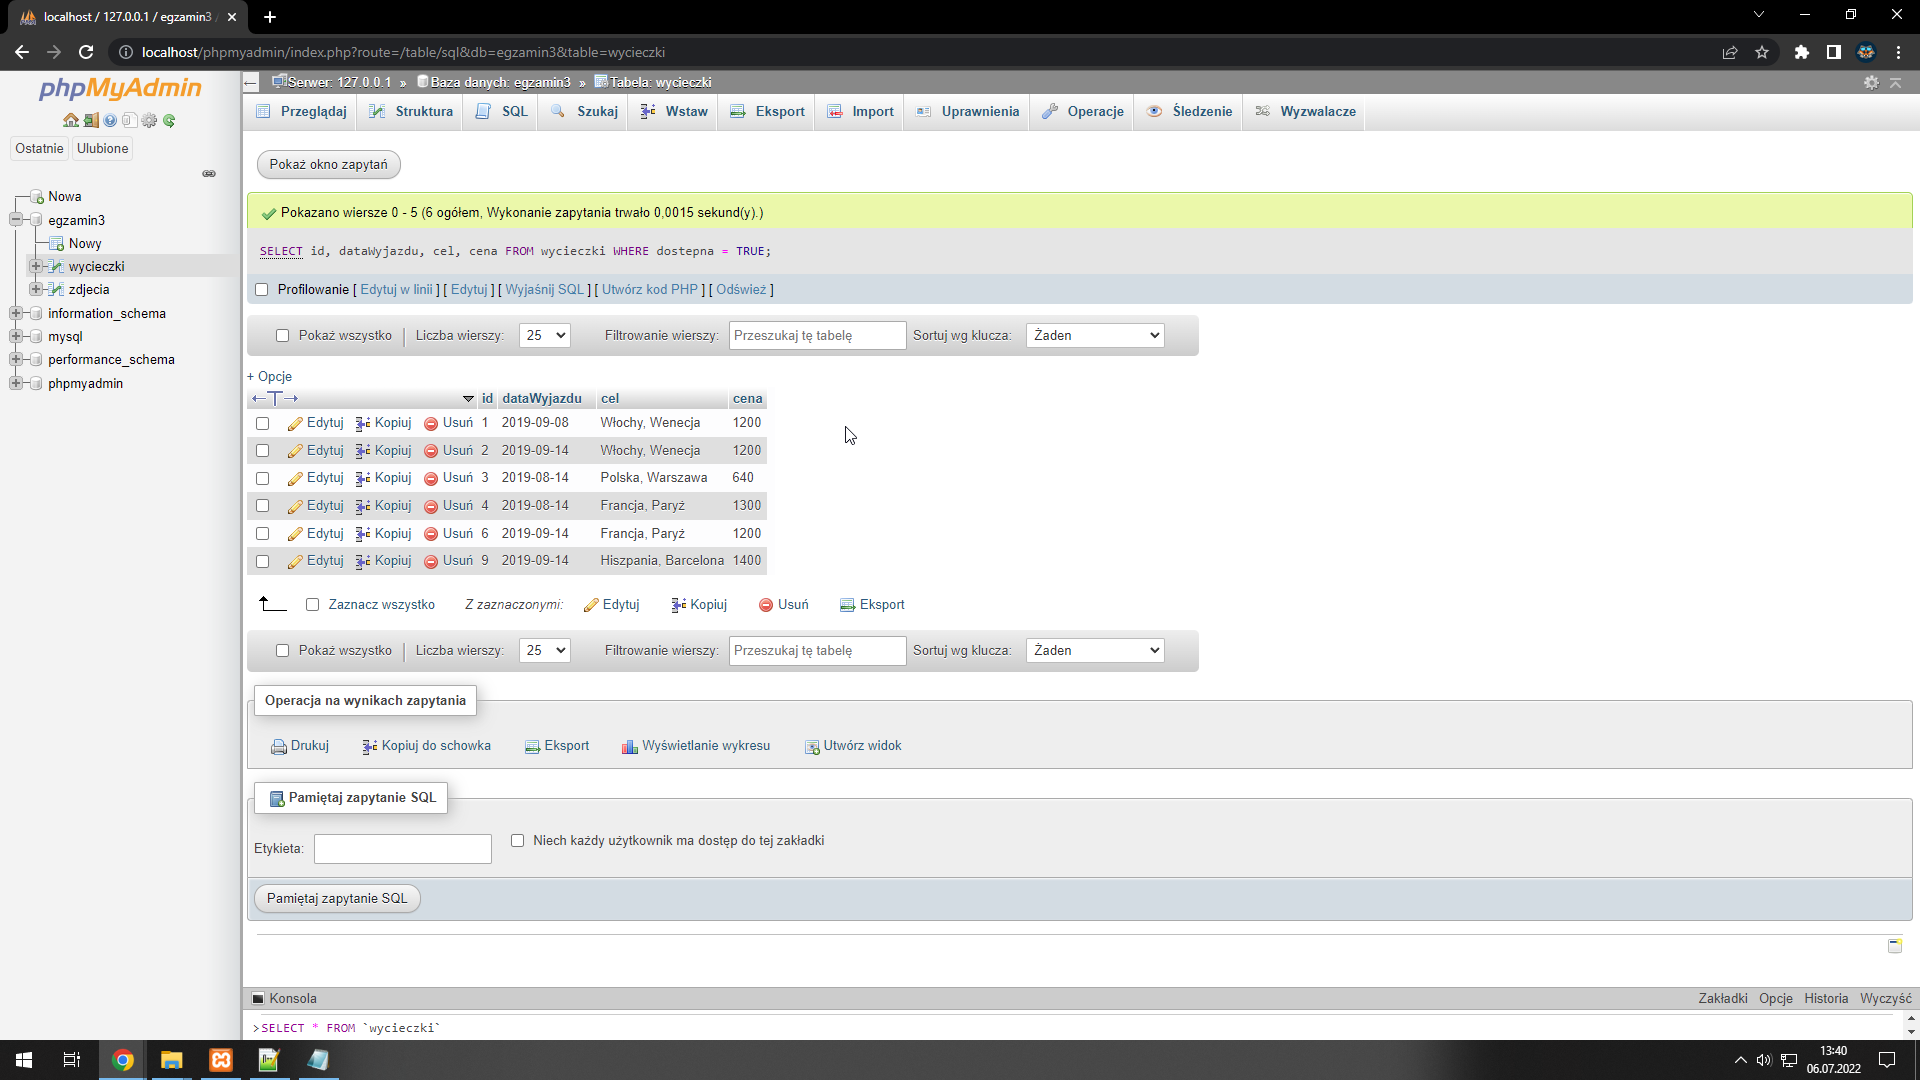 localhost / 127.0.0.1 / egzamin3
localhost/phpmyadmin/index.php?route=/table/sql&db=egzamin3&table=wycieczki
phpMyAdmin
Ostatnie Ulubione
Nowa
egzamin3
Nowy
wycieczki
zdjecia
information_schema
mysql
performance_schema
phpmyadmin
Serwer: 127.0.0.1 » Baza danych: egzamin3 » Tabela: wycieczki
Przeglądaj Struktura SQL Szukaj Wstaw Eksport Import Uprawnienia Operacje Śledzenie Wyzwalacze
Pokaż okno zapytań
Pokazano wiersze 0 - 5 (6 ogółem, Wykonanie zapytania trwało 0,0015 sekund(y).)
SELECT id, dataWyjazdu, cel, cena FROM wycieczki WHERE dostepna = TRUE;
Profilowanie [ Edytuj w linii ] [ Edytuj ] [ Wyjaśnij SQL ] [ Utwórz kod PHP ] [ Odśwież ]
Pokaż wszystko | Liczba wierszy: 25 Filtrowanie wierszy: Przeszukaj tę tabelę Sortuj wg klucza: Żaden
+ Opcje
←T→ id dataWyjazdu cel cena
Edytuj Kopiuj Usuń 1 2019-09-08 Włochy, Wenecja 1200
Edytuj Kopiuj Usuń 2 2019-09-14 Włochy, Wenecja 1200
Edytuj Kopiuj Usuń 3 2019-08-14 Polska, Warszawa 640
Edytuj Kopiuj Usuń 4 2019-08-14 Francja, Paryż 1300
Edytuj Kopiuj Usuń 6 2019-09-14 Francja, Paryż 1200
Edytuj Kopiuj Usuń 9 2019-09-14 Hiszpania, Barcelona 1400
Zaznacz wszystko Z zaznaczonymi: Edytuj Kopiuj Usuń Eksport
Pokaż wszystko | Liczba wierszy: 25 Filtrowanie wierszy: Przeszukaj tę tabelę Sortuj wg klucza: Żaden
Operacja na wynikach zapytania
Drukuj Kopiuj do schowka Eksport Wyświetlanie wykresu Utwórz widok
Pamiętaj zapytanie SQL
Etykieta: Niech każdy użytkownik ma dostęp do tej zakładki
Pamiętaj zapytanie SQL
Konsola Zakładki Opcje Historia Wyczyść
>SELECT * FROM `wycieczki`
13:40
06.07.2022